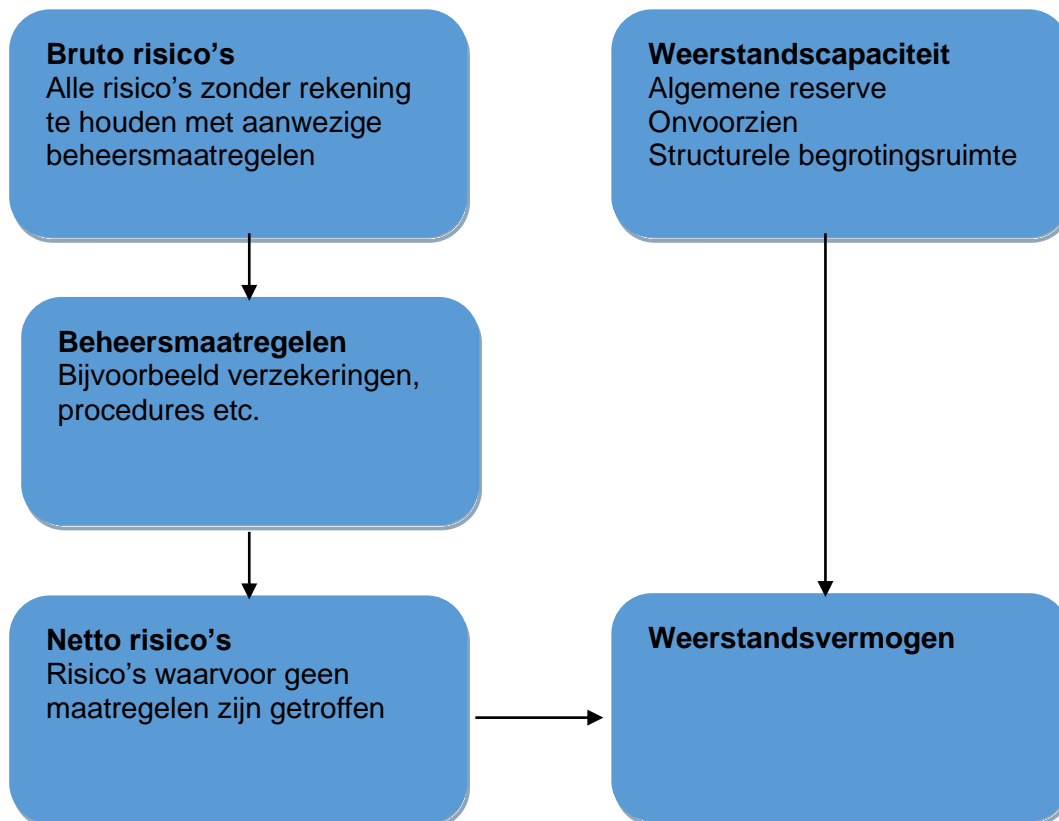 Bruto risico’s
Alle risico’s zonder rekening
te houden met aanwezige
beheersmaatregelen
Weerstandscapaciteit
Algemene reserve
Onvoorzien
Structurele begrotingsruimte
Beheersmaatregelen
Bijvoorbeeld verzekeringen,
procedures etc.
Netto risico’s
Risico’s waarvoor geen
maatregelen zijn getroffen
Weerstandsvermogen